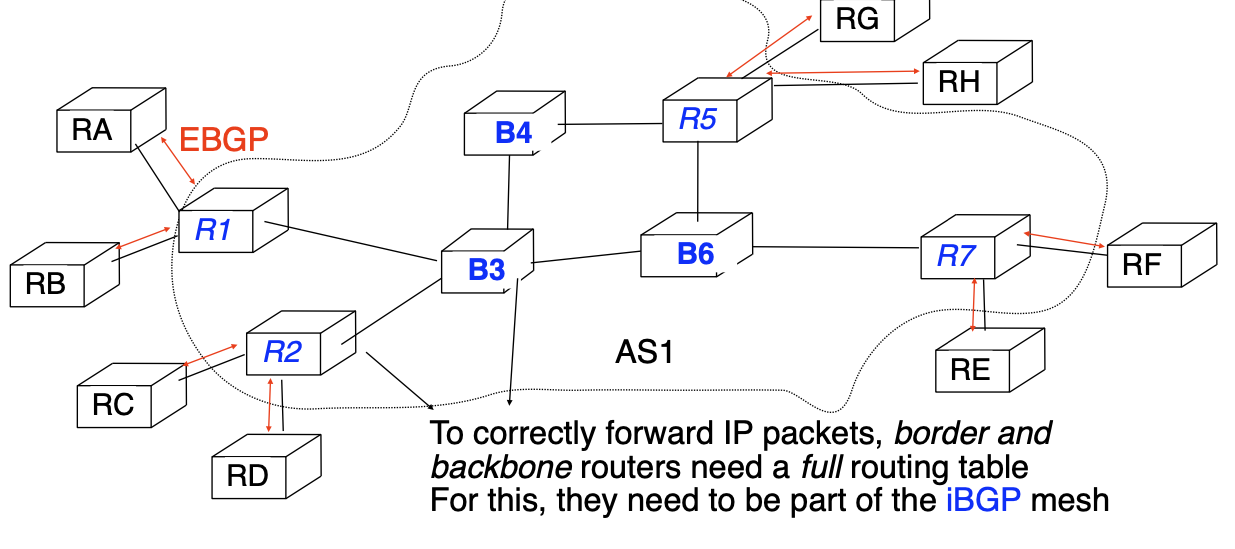 RG
RH
RA
EBGP
B4
R5
R1
RB
B3
B6
R7
RF
R2
AS1
RE
RC
RD
To correctly forward IP packets, border and
backbone routers need a full routing table
For this, they need to be part of the iBGP mesh